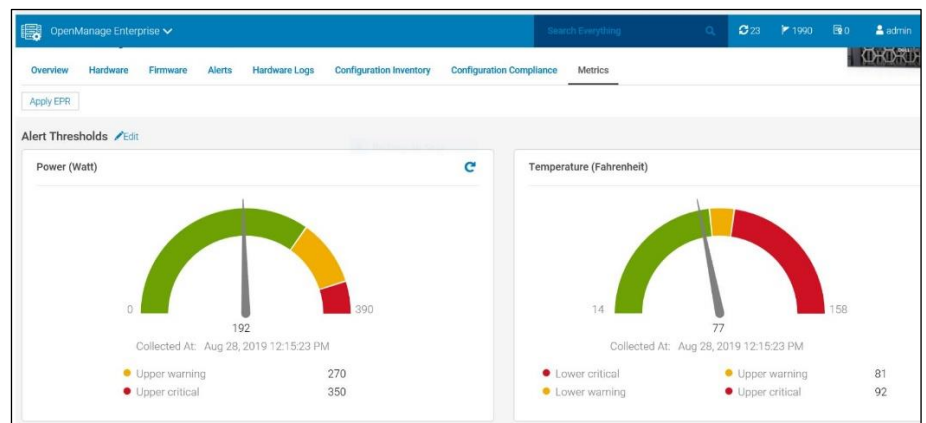 OpenManage Enterprise
Search Everything
23
1990
0
admin
Overview Hardware Firmware Alerts Hardware Logs Configuration Inventory Configuration Compliance Metrics
Apply EPR
Alert Thresholds Edit
Power (Watt)
0
390
192
Collected At: Aug 28, 2019 12:15:23 PM
Upper warning 270
Upper critical 350
Temperature (Fahrenheit)
14
158
77
Collected At: Aug 28, 2019 12:15:23 PM
Lower critical
Upper warning 81
Lower warning
Upper critical 92